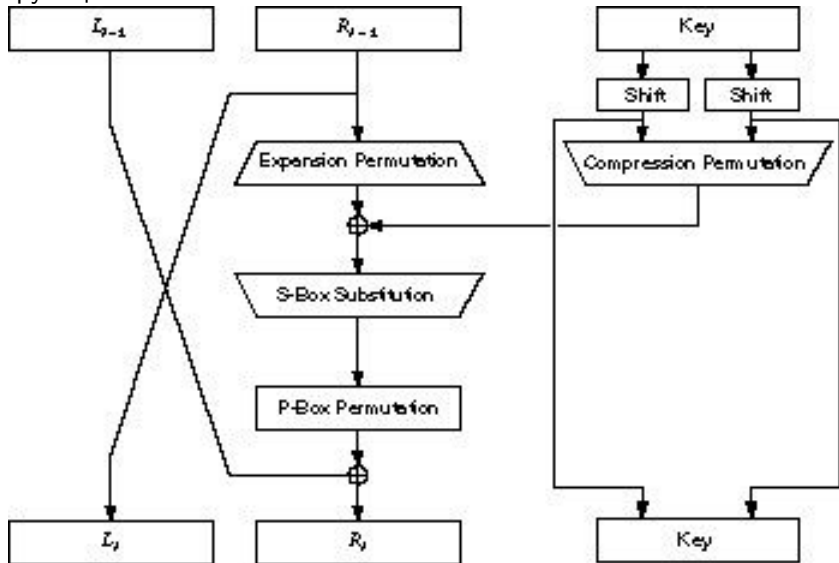 L_{i-1}
R_{i-1}
Key
Shift
Shift
Expansion Permutation
Compression Permutation
S-Box Substitution
P-Box Permutation
L_i
R_i
Key